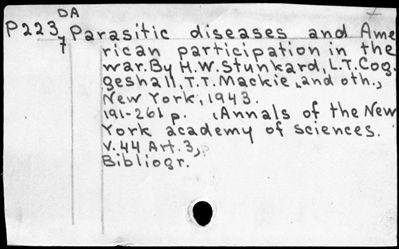 DA
P223 Parasitic diseases and Ame
7
rican participation in the
war. By H.W. Stunkard, L.T. Cog
geshall, T.T. Mackie, and oth.,
New York, 1943.
191-261 p. (Annals of the New
York academy of sciences.
V. 44 Art. 3,
Bibliogr.